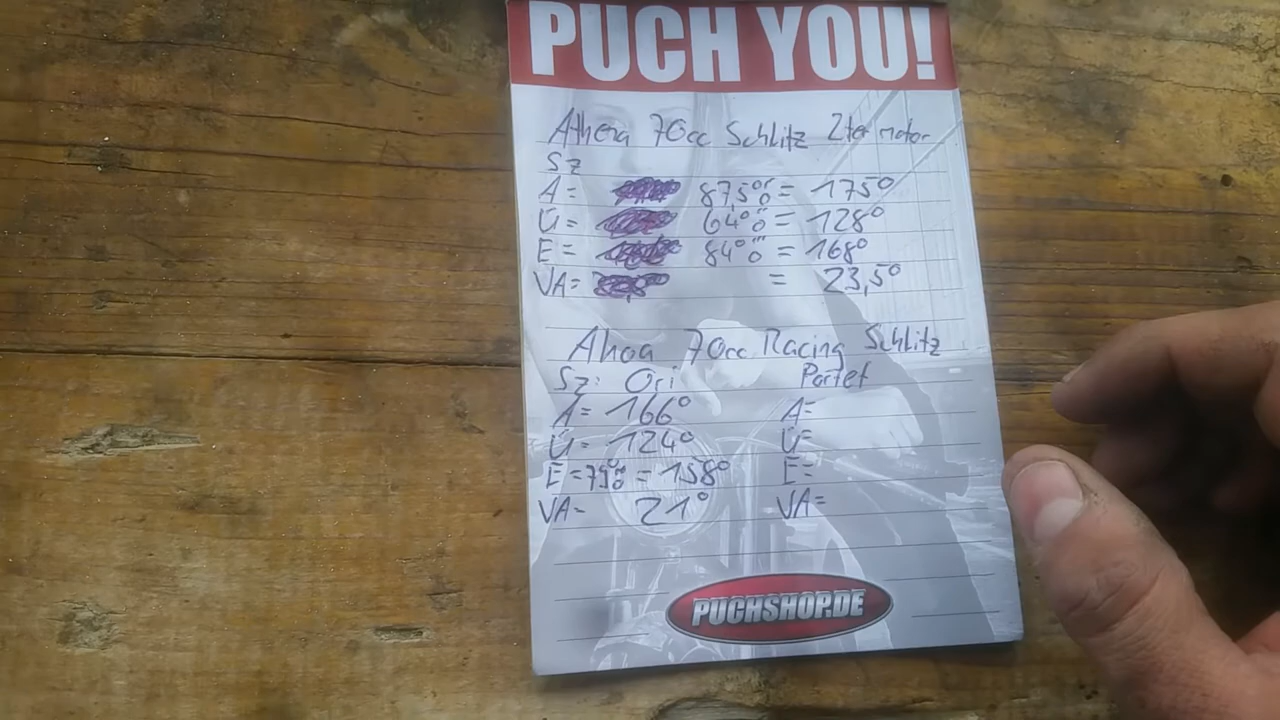 PUCH YOU!
Athena 70cc Schlitz 2ter motor
Sz
A= 87,5° = 175°
Ü= 64° = 128°
E= 84° = 168°
VA= = 23,5°
Ahoa 70cc Racing Schlitz
Sz: Ori Portet
A= 166° A=
Ü= 124° Ü=
E=79° = 158° E=
VA= 21° VA=
PUCHSHOP.DE